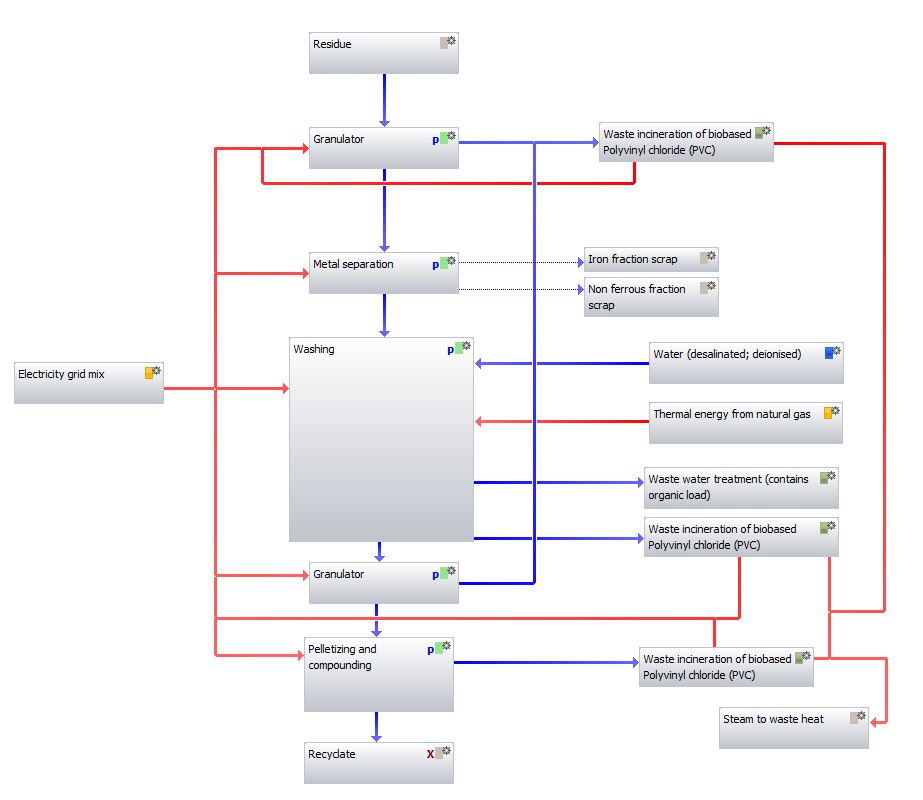 Residue
Granulator p
Waste incineration of biobased
Polyvinyl chloride (PVC)
Metal separation p
Iron fraction scrap
Non ferrous fraction
scrap
Washing p
Water (desalinated; deionised)
Electricity grid mix
Thermal energy from natural gas
Waste water treatment (contains
organic load)
Waste incineration of biobased
Polyvinyl chloride (PVC)
Granulator p
Pelletizing and p
compounding
Waste incineration of biobased
Polyvinyl chloride (PVC)
Steam to waste heat
Recyclate X